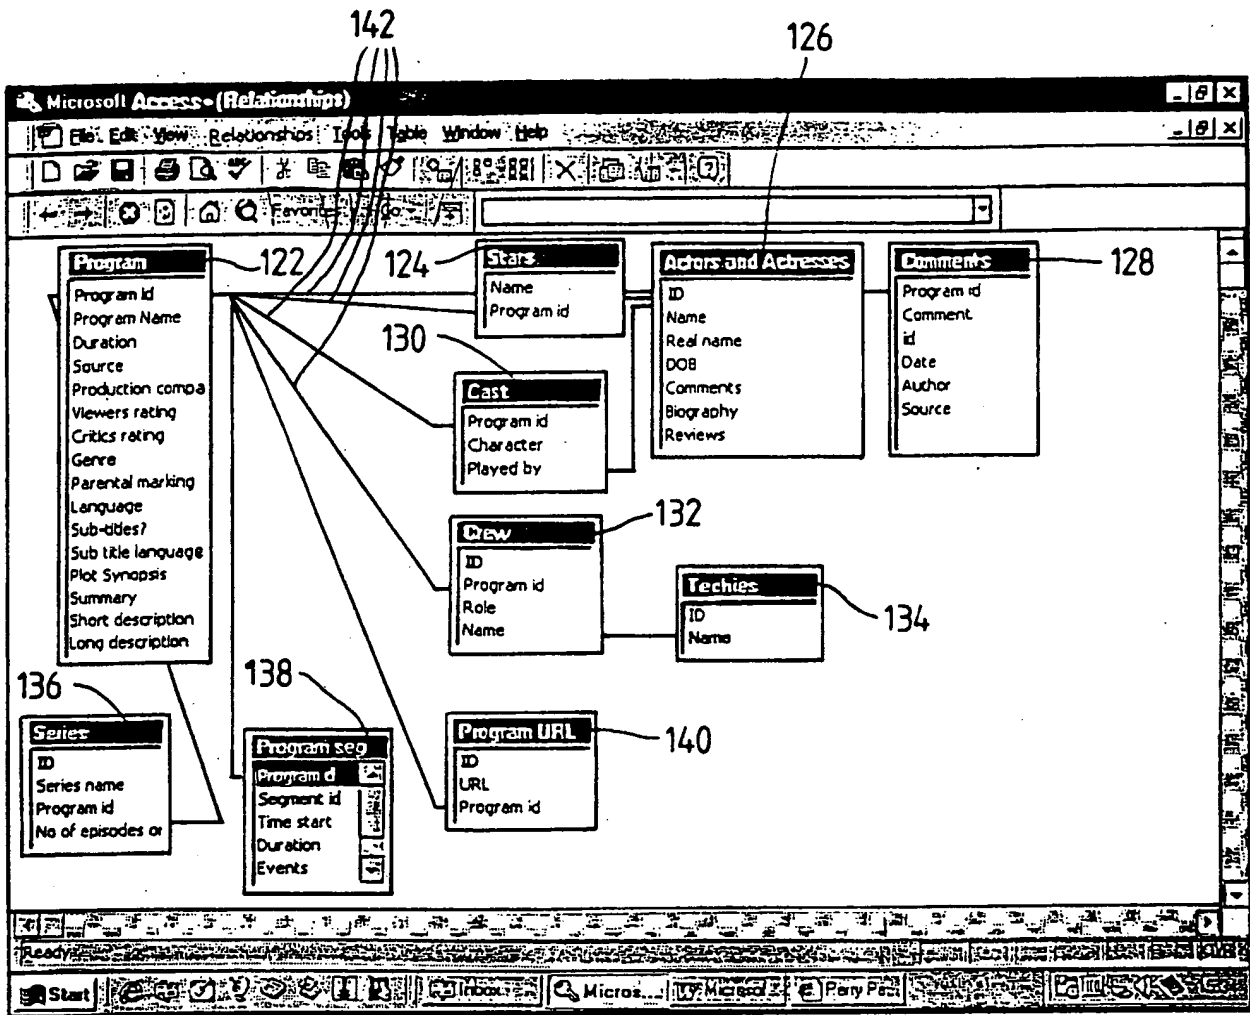 142
126
Microsoft Access - (Relationships)
File Edit View Relationships Tools Table Window Help
Favorites Go
Program
122
Program Id
Program Name
Duration
Source
Production compa
Viewers rating
Critics rating
Genre
Parental marking
Language
Sub-titles?
Sub title language
Plot Synopsis
Summary
Short description
Long description
124
Stars
Name
Program id
Actors and Actresses
ID
Name
Real name
DOB
Comments
Biography
Reviews
Comments
128
Program id
Comment
id
Date
Author
Source
130
Cast
Program id
Character
Played by
Crew
132
ID
Program id
Role
Name
Techies
134
ID
Name
136
Series
ID
Series name
Program id
No of episodes or
138
Program seg
Program d
Segment id
Time start
Duration
Events
Program URL
140
ID
URL
Program id
Ready
Start
Inbox
Micros...
Microsof
Parry Pa